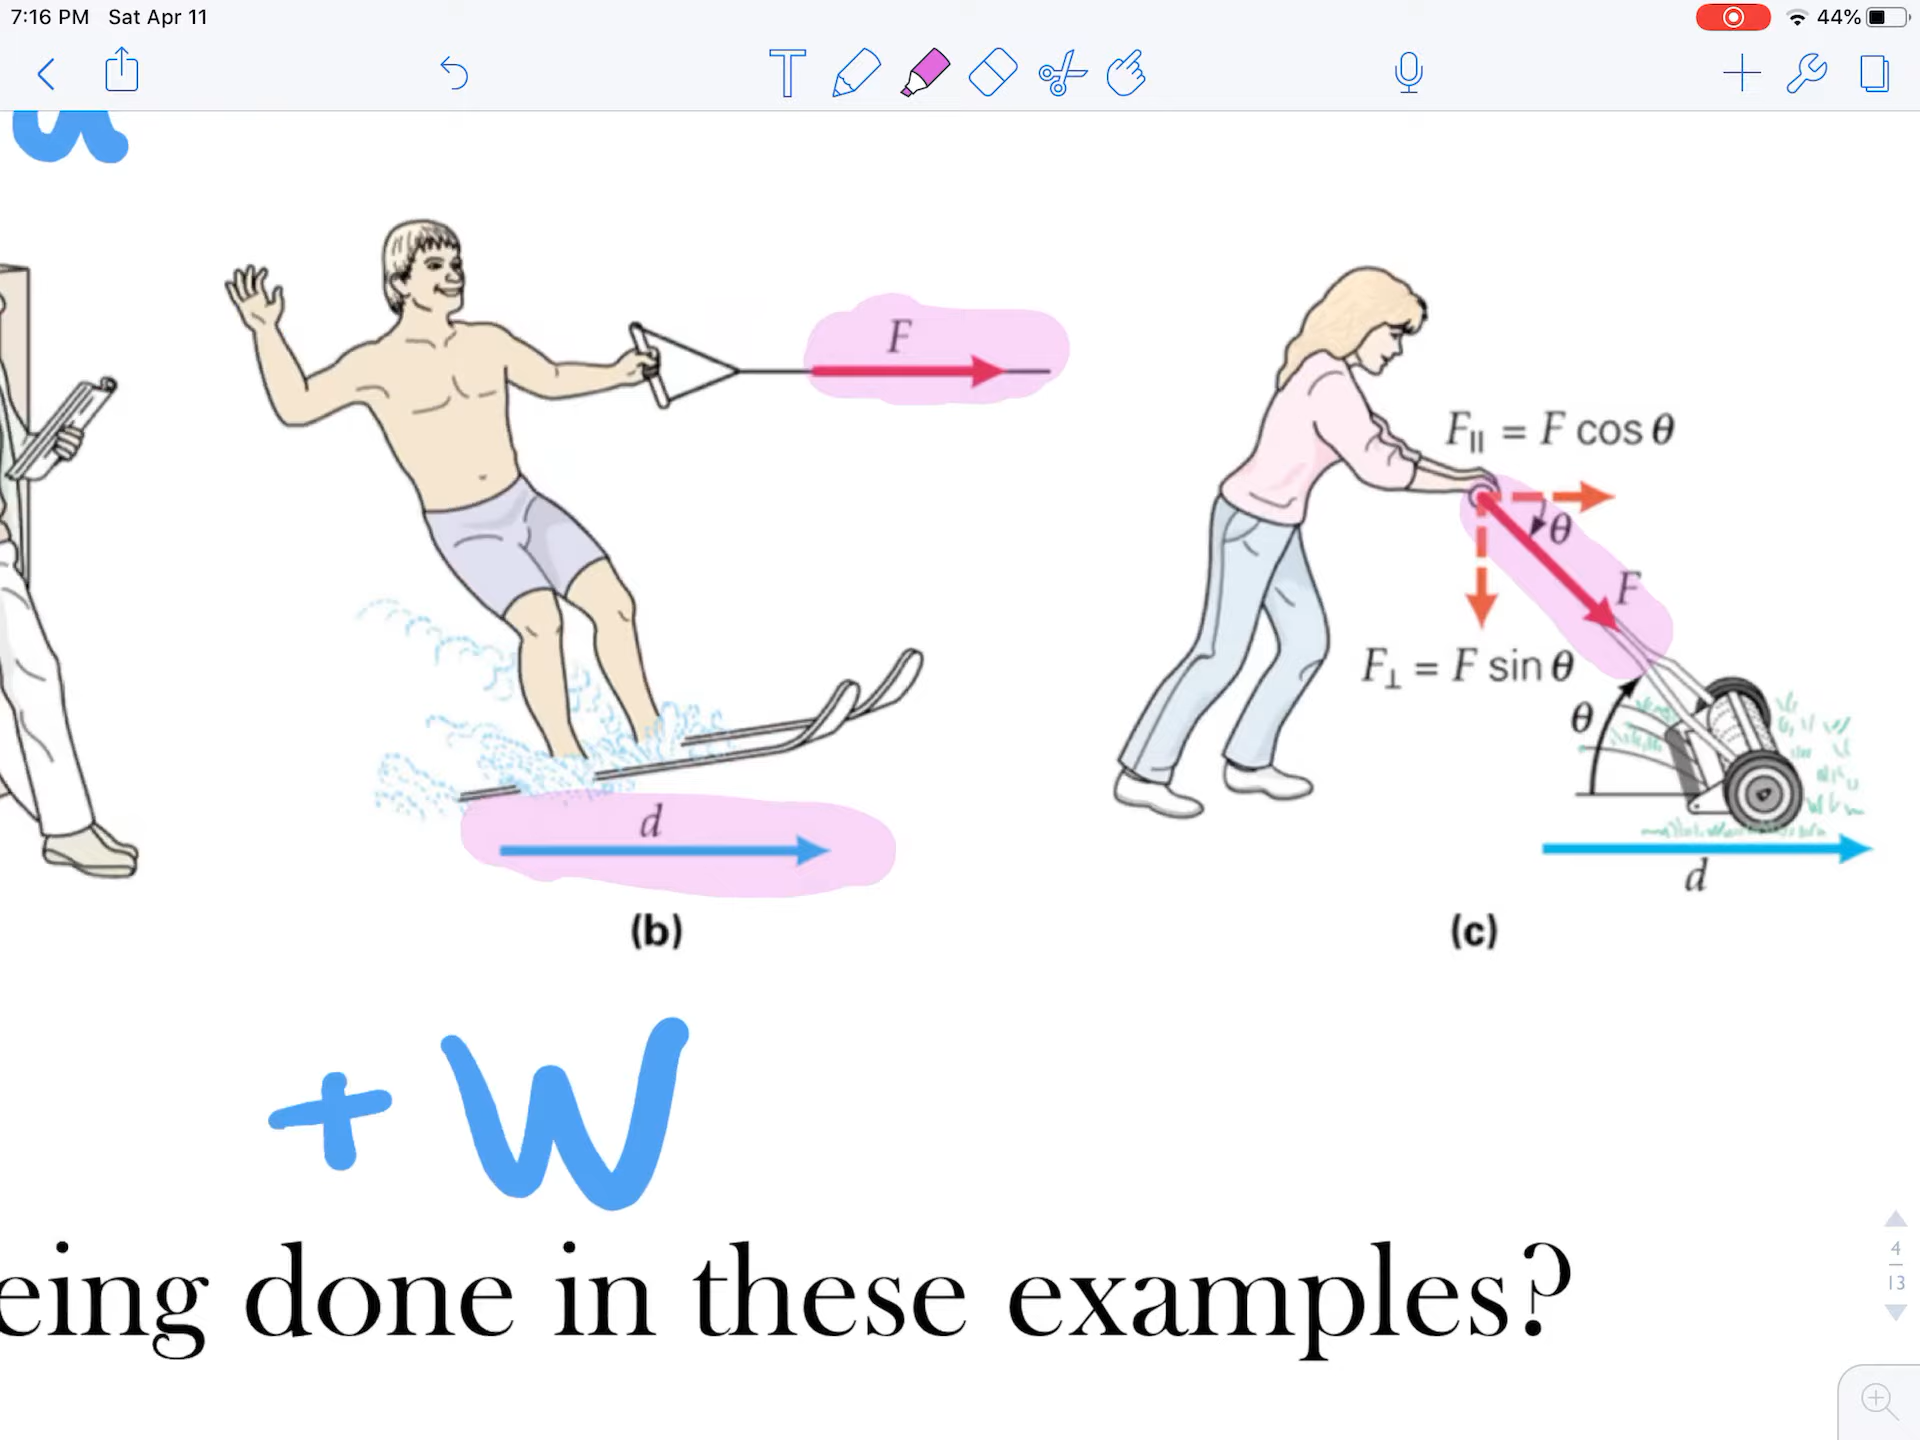 7:16 PM Sat Apr 11
44%
F
F|| = F cos θ
θ
F
F⊥ = F sin θ
θ
d
d
(b)
(c)
+ W
eing done in these examples?
4
13